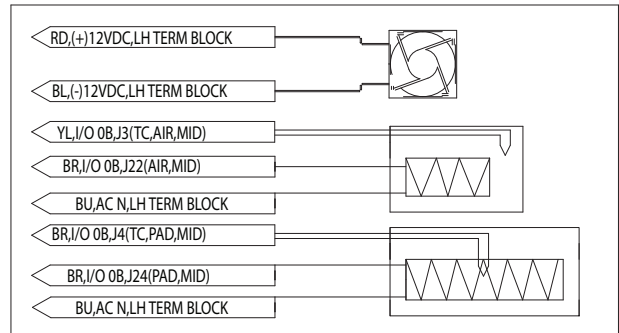 RD,(+)12VDC,LH TERM BLOCK
BL,(-)12VDC,LH TERM BLOCK
YL,I/O 0B,J3(TC,AIR,MID)
BR,I/O 0B,J22(AIR,MID)
BU,AC N,LH TERM BLOCK
BR,I/O 0B,J4(TC,PAD,MID)
BR,I/O 0B,J24(PAD,MID)
BU,AC N,LH TERM BLOCK